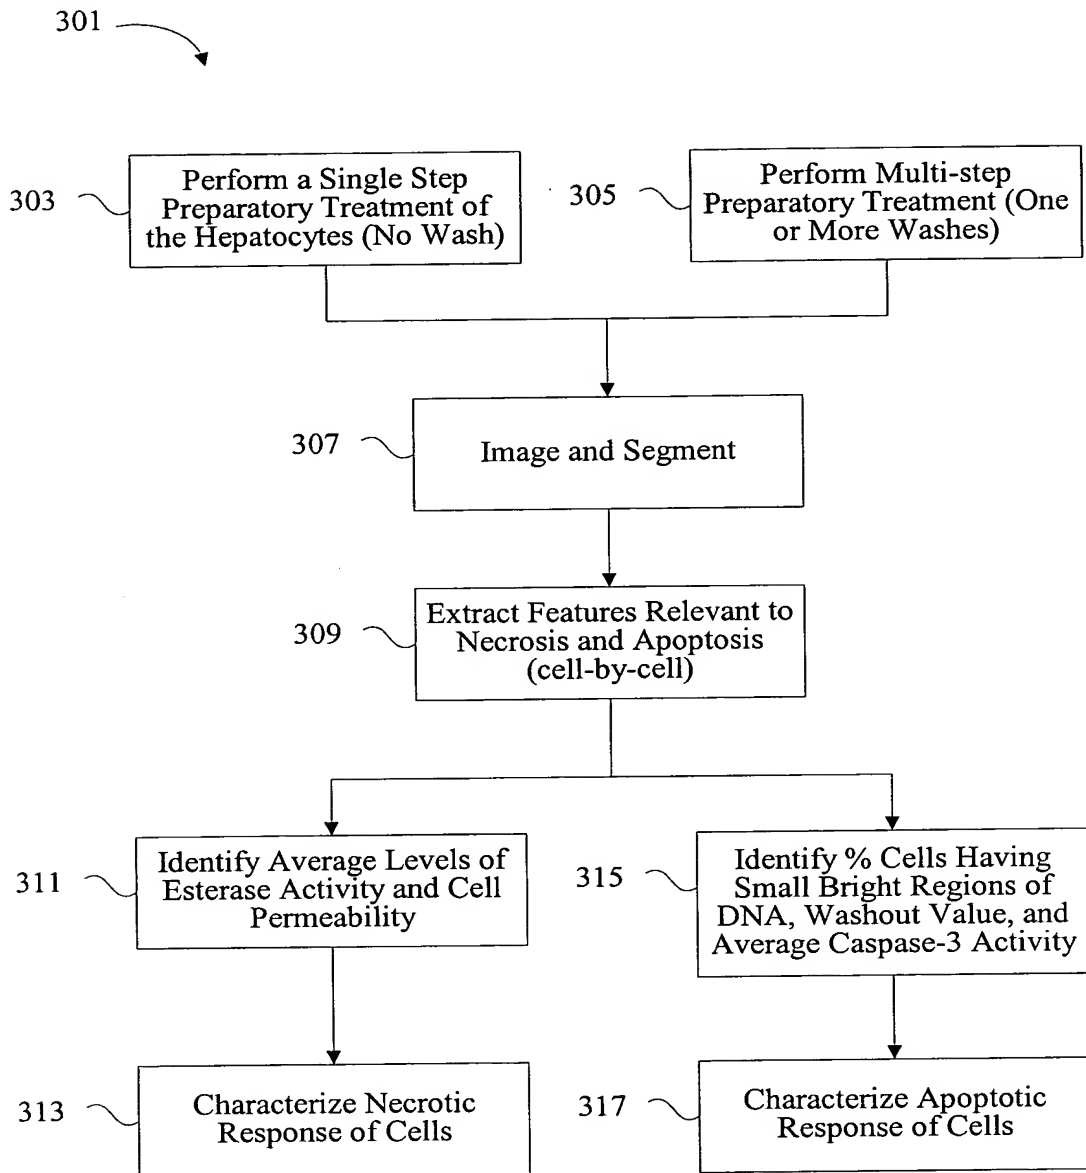 301
303
Perform a Single Step
Preparatory Treatment of
the Hepatocytes (No Wash)
305
Perform Multi-step
Preparatory Treatment (One
or More Washes)
307
Image and Segment
309
Extract Features Relevant to
Necrosis and Apoptosis
(cell-by-cell)
311
Identify Average Levels of
Esterase Activity and Cell
Permeability
315
Identify % Cells Having
Small Bright Regions of
DNA, Washout Value, and
Average Caspase-3 Activity
313
Characterize Necrotic
Response of Cells
317
Characterize Apoptotic
Response of Cells